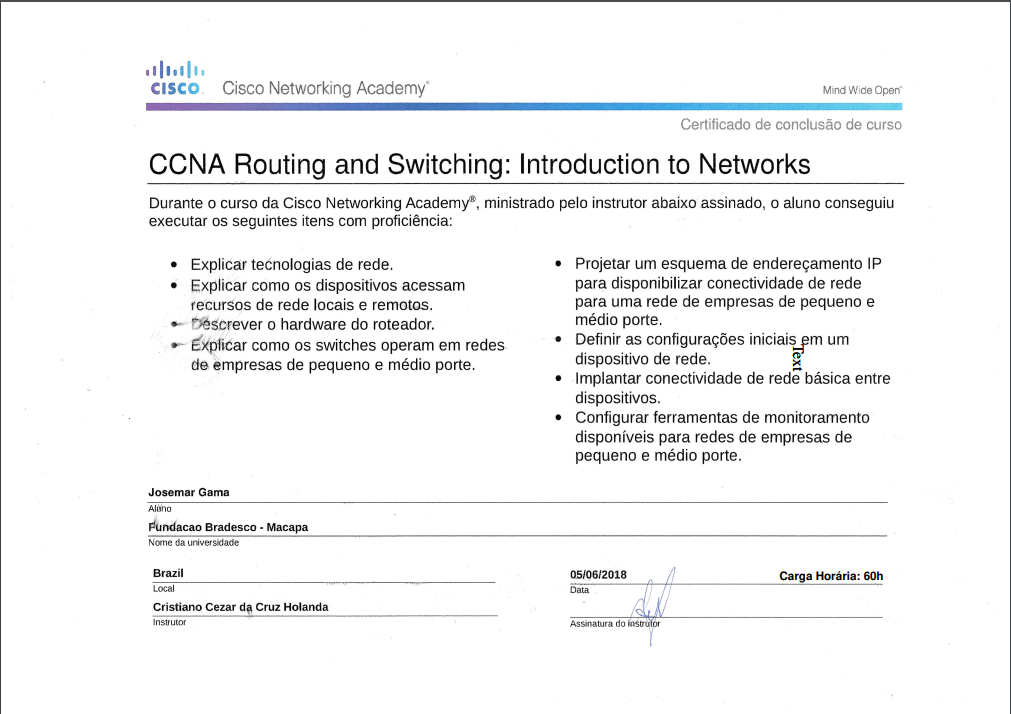 CISCO
Cisco Networking Academy®
Mind Wide Open®
Certificado de conclusão de curso
CCNA Routing and Switching: Introduction to Networks
Durante o curso da Cisco Networking Academy®, ministrado pelo instrutor abaixo assinado, o aluno conseguiu
executar os seguintes itens com proficiência:
• Explicar tecnologias de rede.
• Explicar como os dispositivos acessam
recursos de rede locais e remotos.
• Descrever o hardware do roteador.
• Explicar como os switches operam em redes
de empresas de pequeno e médio porte.
• Projetar um esquema de endereçamento IP
para disponibilizar conectividade de rede
para uma rede de empresas de pequeno e
médio porte.
• Definir as configurações iniciais em um
dispositivo de rede.
• Implantar conectividade de rede básica entre
dispositivos.
• Configurar ferramentas de monitoramento
disponíveis para redes de empresas de
pequeno e médio porte.
Text
Josemar Gama
Aluno
Fundacao Bradesco - Macapa
Nome da universidade
Brazil
Local
Cristiano Cezar da Cruz Holanda
Instrutor
05/06/2018
Carga Horária: 60h
Data
Assinatura do instrutor